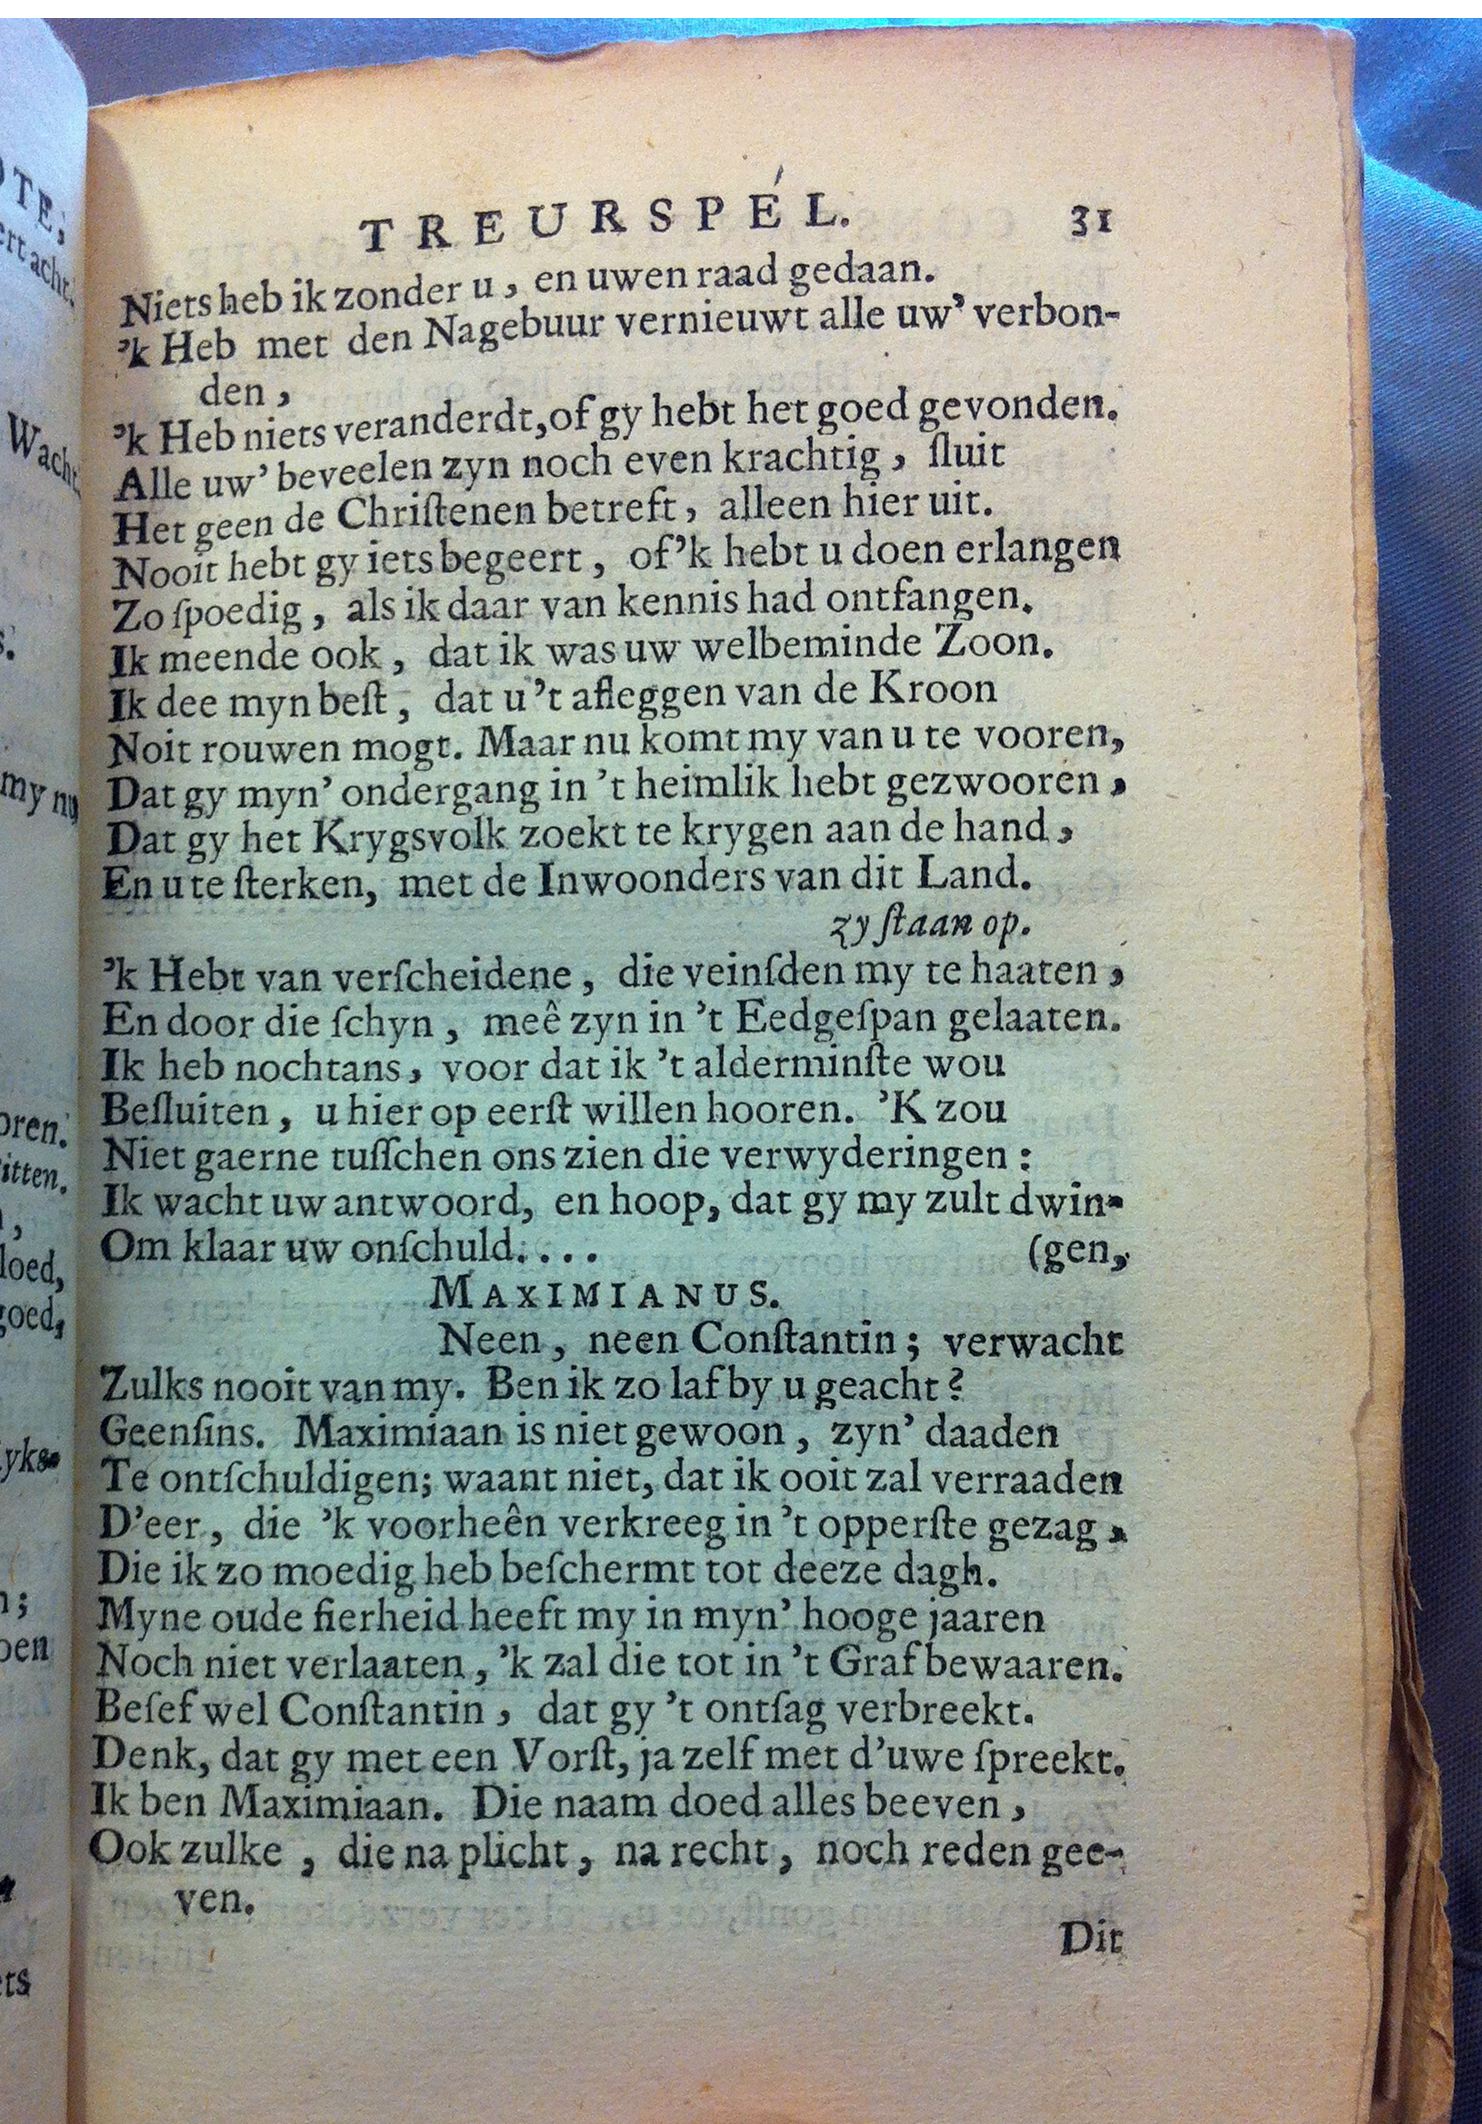 OTE,
ert acht.
Wacht.
s.
my nu
oren.
itten.
loed,
goed,
yks-
n;
oen
ets
TREURSPÉL. 31
Niets heb ik zonder u, en uwen raad gedaan.
’k Heb met den Nagebuur vernieuwt alle uw’ verbon-
den,
’k Heb niets veranderdt, of gy hebt het goed gevonden.
Alle uw’ beveelen zyn noch even krachtig, ſluit
Het geen de Chriſtenen betreft, alleen hier uit.
Nooit hebt gy iets begeert, of ’k hebt u doen erlangen
Zo ſpoedig, als ik daar van kennis had ontfangen.
Ik meende ook, dat ik was uw welbeminde Zoon.
Ik dee myn beſt, dat u ’t afleggen van de Kroon
Noit rouwen mogt. Maar nu komt my van u te vooren,
Dat gy myn’ ondergang in ’t heimlik hebt gezwooren,
Dat gy het Krygsvolk zoekt te krygen aan de hand,
En u te ſterken, met de Inwoonders van dit Land.
zy ſtaan op.
’k Hebt van verſcheidene, die veinſden my te haaten,
En door die ſchyn, meê zyn in ’t Eedgeſpan gelaaten.
Ik heb nochtans, voor dat ik ’t alderminſte wou
Beſluiten, u hier op eerſt willen hooren. ’K zou
Niet gaerne tuſſchen ons zien die verwyderingen:
Ik wacht uw antwoord, en hoop, dat gy my zult dwin-
Om klaar uw onſchuld.... (gen,
MAXIMIANUS.
Neen, neen Conſtantin; verwacht
Zulks nooit van my. Ben ik zo laf by u geacht?
Geenſins. Maximiaan is niet gewoon, zyn’ daaden
Te ontſchuldigen; waant niet, dat ik ooit zal verraaden
D’eer, die ’k voorheên verkreeg in ’t opperſte gezag,
Die ik zo moedig heb beſchermt tot deeze dagh.
Myne oude fierheid heeft my in myn’ hooge jaaren
Noch niet verlaaten, ’k zal die tot in ’t Graf bewaaren.
Beſef wel Conſtantin, dat gy ’t ontſag verbreekt.
Denk, dat gy met een Vorſt, ja zelf met d’uwe ſpreekt.
Ik ben Maximiaan. Die naam doed alles beeven,
Ook zulke, die na plicht, na recht, noch reden gee-
ven.
Dit